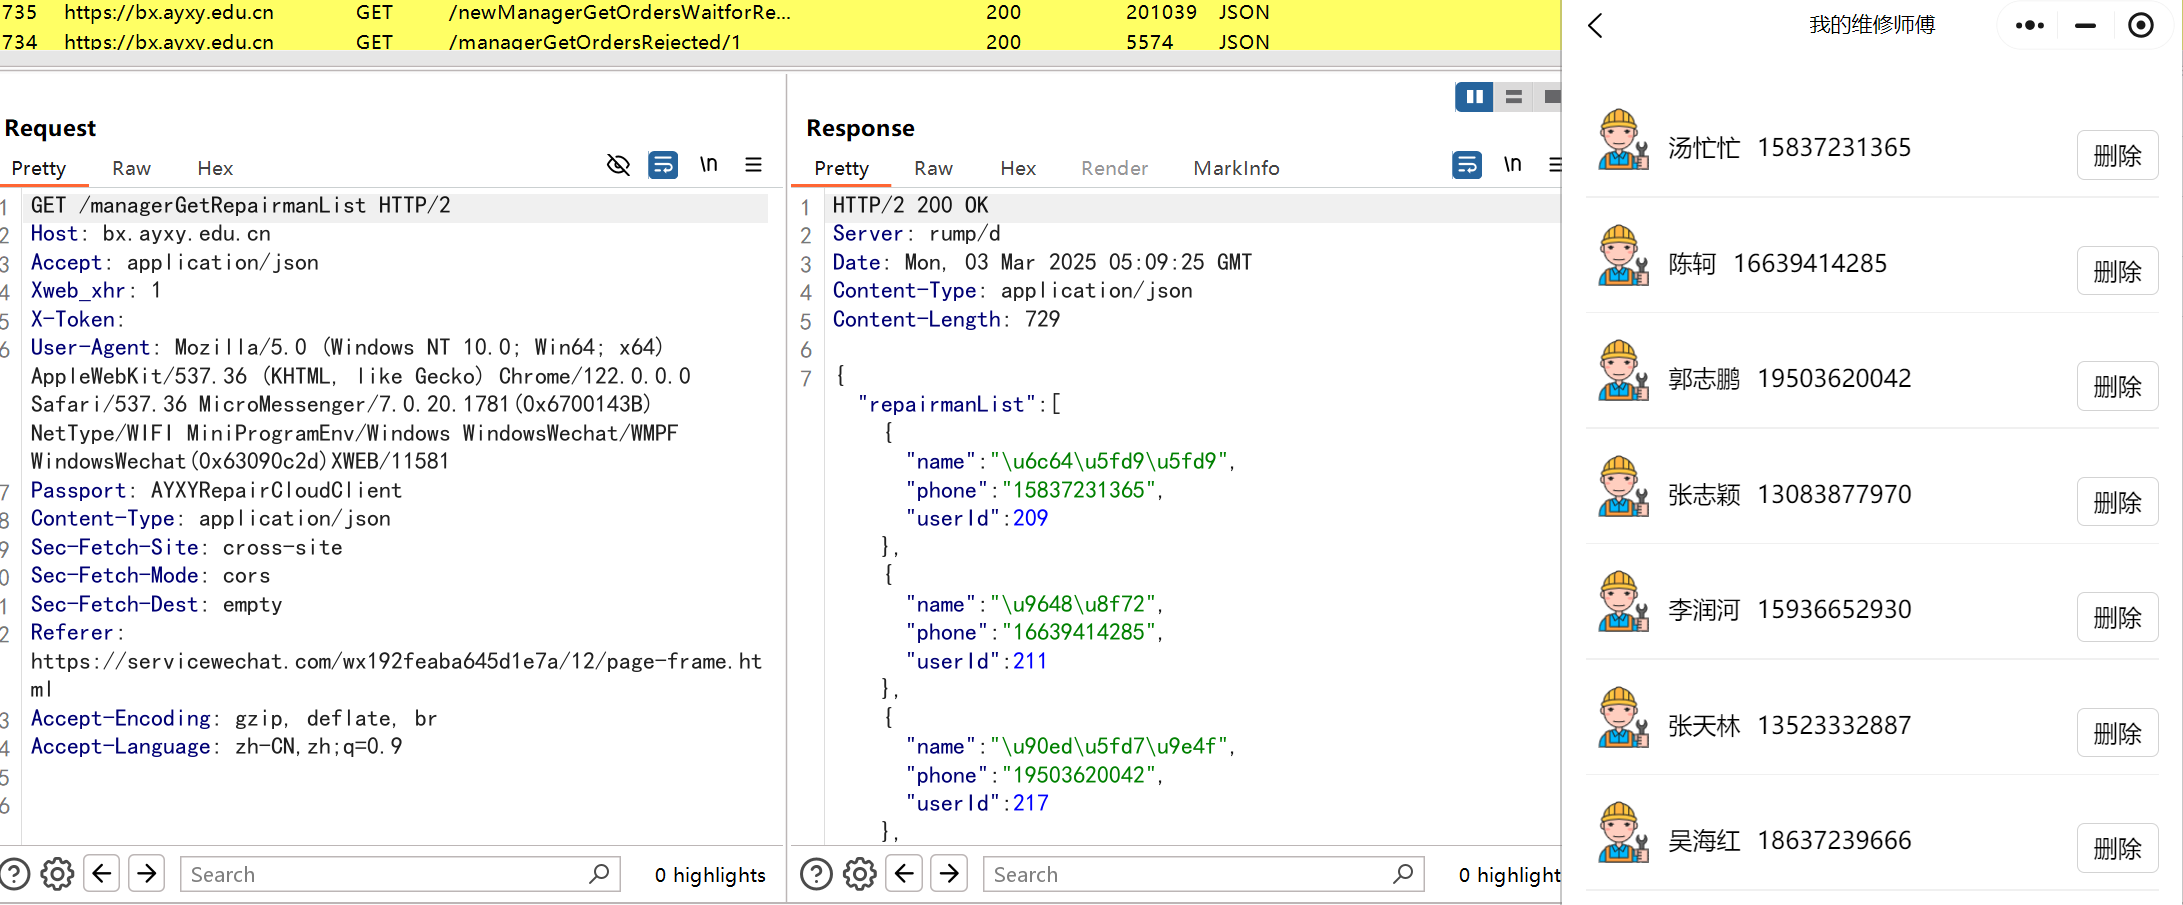 735 https://bx.ayxy.edu.cn GET /newManagerGetOrdersWaitforRe... 200 201039 JSON
734 https://bx.ayxy.edu.cn GET /managerGetOrdersRejected/1 200 5574 JSON
Request
Pretty Raw Hex \n
1 GET /managerGetRepairmanList HTTP/2
2 Host: bx.ayxy.edu.cn
3 Accept: application/json
4 Xweb_xhr: 1
5 X-Token:
6 User-Agent: Mozilla/5.0 (Windows NT 10.0; Win64; x64)
AppleWebKit/537.36 (KHTML, like Gecko) Chrome/122.0.0.0
Safari/537.36 MicroMessenger/7.0.20.1781(0x6700143B)
NetType/WIFI MiniProgramEnv/Windows WindowsWechat/WMPF
WindowsWechat(0x63090c2d)XWEB/11581
7 Passport: AYXYRepairCloudClient
8 Content-Type: application/json
9 Sec-Fetch-Site: cross-site
0 Sec-Fetch-Mode: cors
1 Sec-Fetch-Dest: empty
2 Referer:
https://servicewechat.com/wx192feaba645d1e7a/12/page-frame.ht
ml
3 Accept-Encoding: gzip, deflate, br
4 Accept-Language: zh-CN,zh;q=0.9
5
6
Search 0 highlights
Response
Pretty Raw Hex Render MarkInfo \n
1 HTTP/2 200 OK
2 Server: rump/d
3 Date: Mon, 03 Mar 2025 05:09:25 GMT
4 Content-Type: application/json
5 Content-Length: 729
6
7 {
"repairmanList":[
{
"name":"\u6c64\u5fd9\u5fd9",
"phone":"15837231365",
"userId":209
},
{
"name":"\u9648\u8f72",
"phone":"16639414285",
"userId":211
},
{
"name":"\u90ed\u5fd7\u9e4f",
"phone":"19503620042",
"userId":217
},
Search 0 highlight
我的维修师傅
汤忙忙 15837231365 删除
陈轲 16639414285 删除
郭志鹏 19503620042 删除
张志颖 13083877970 删除
李润河 15936652930 删除
张天林 13523332887 删除
吴海红 18637239666 删除